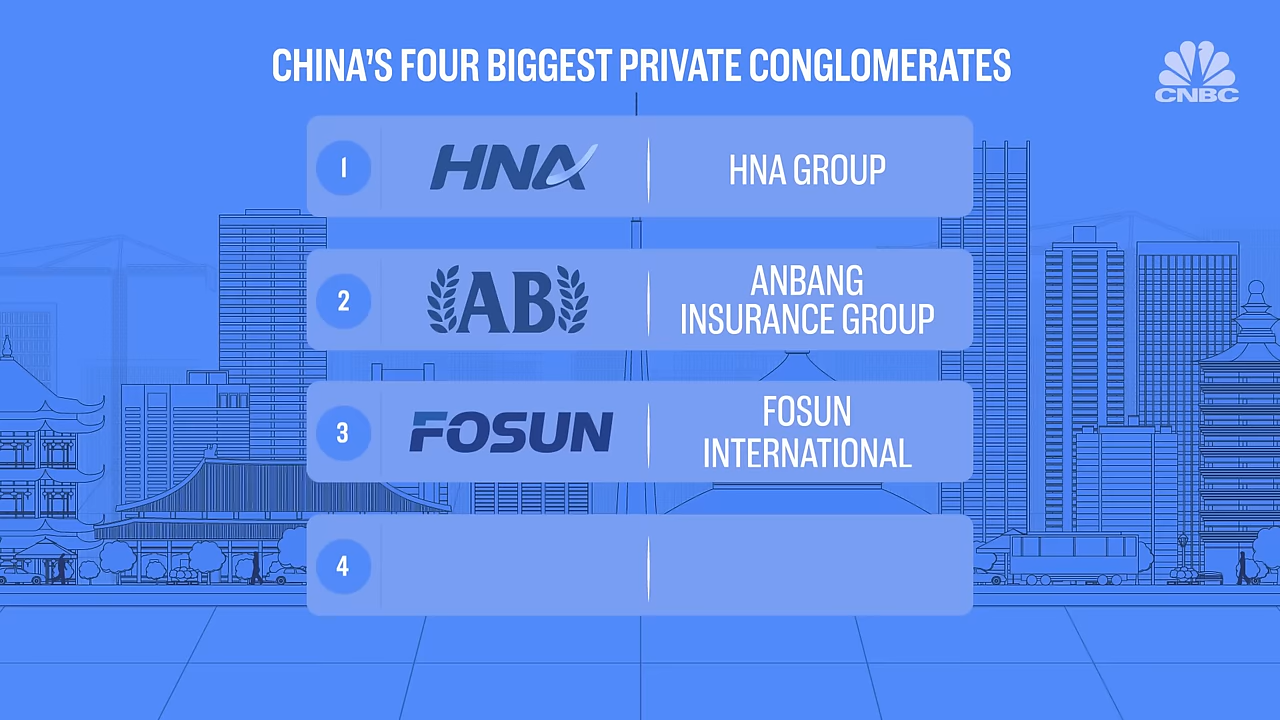 CHINA'S FOUR BIGGEST PRIVATE CONGLOMERATES
CNBC
1
HNA
HNA GROUP
2
AB
ANBANG
INSURANCE GROUP
3
FOSUN
FOSUN
INTERNATIONAL
4